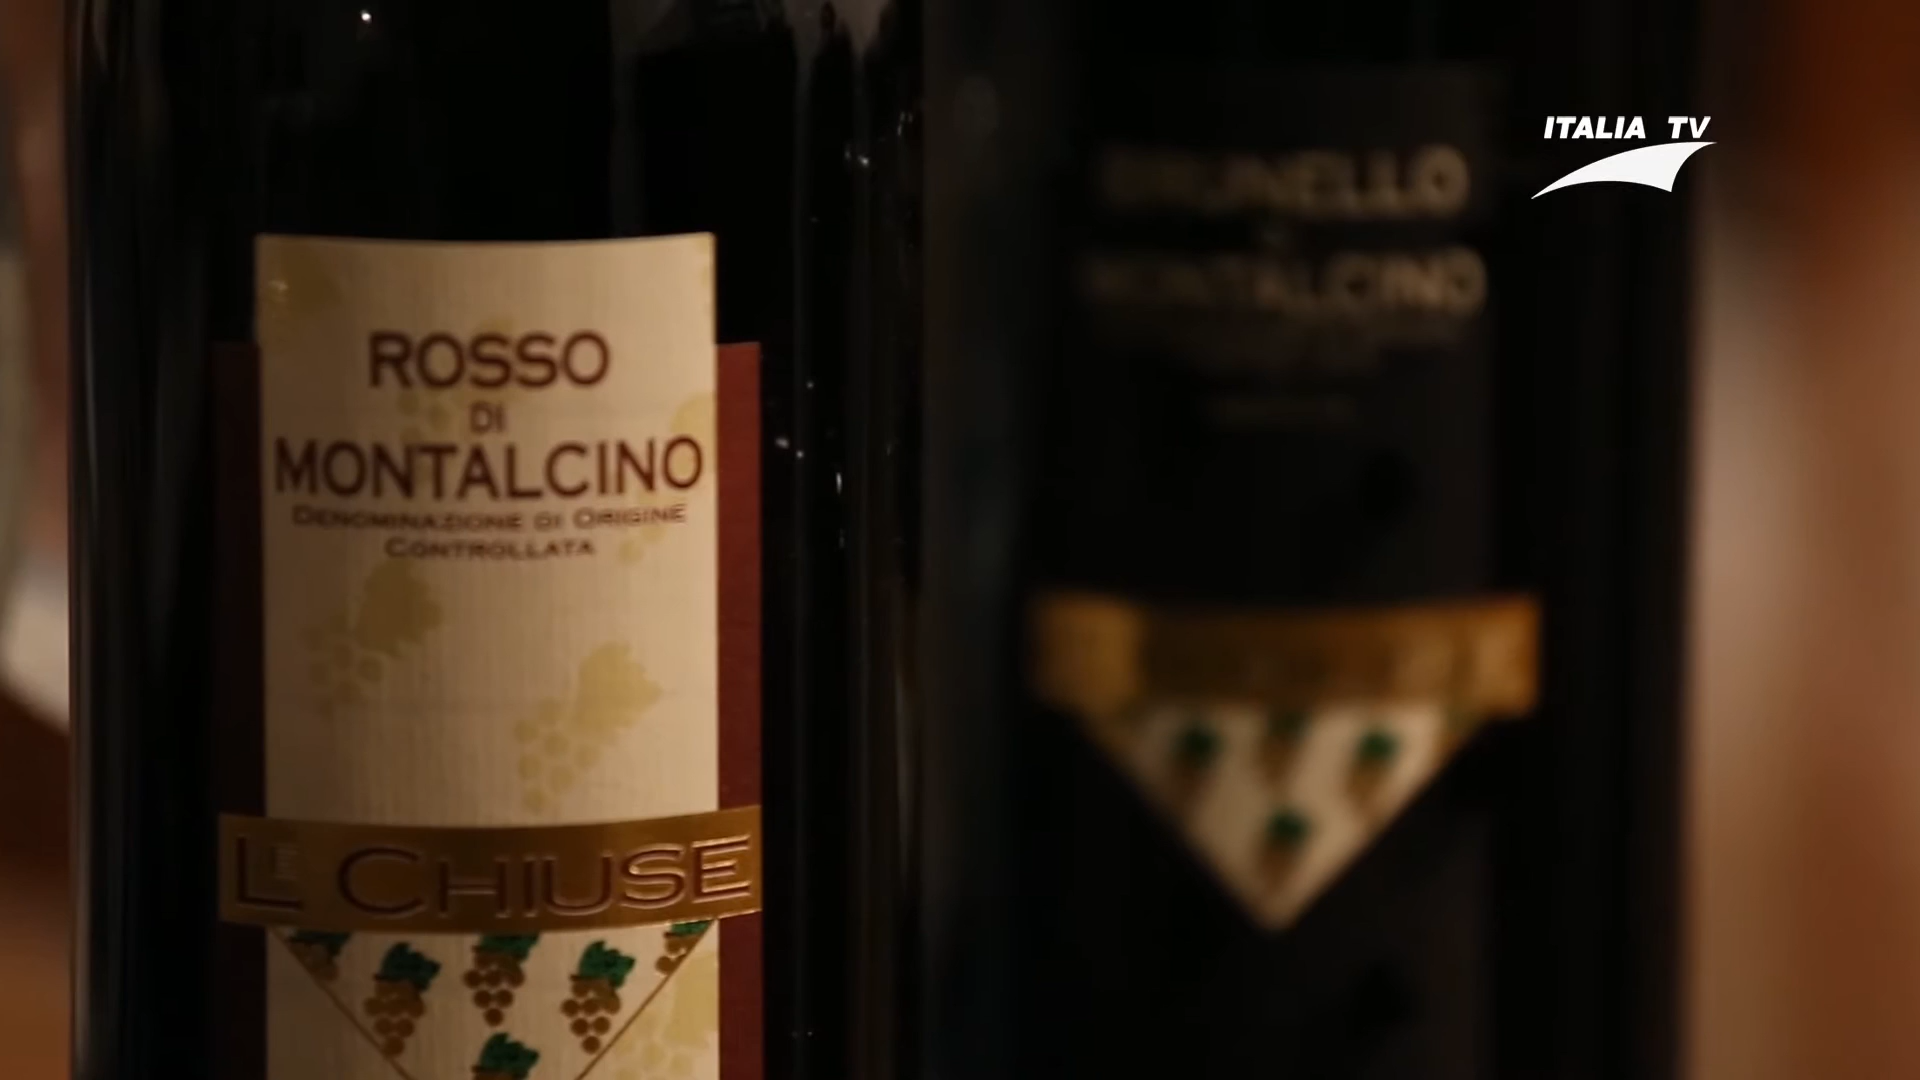 ROSSO
DI
MONTALCINO
DENOMINAZIONE DI ORIGINE
CONTROLLATA
LE CHIUSE
BRUNELLO
MONTALCINO
ITALIA TV